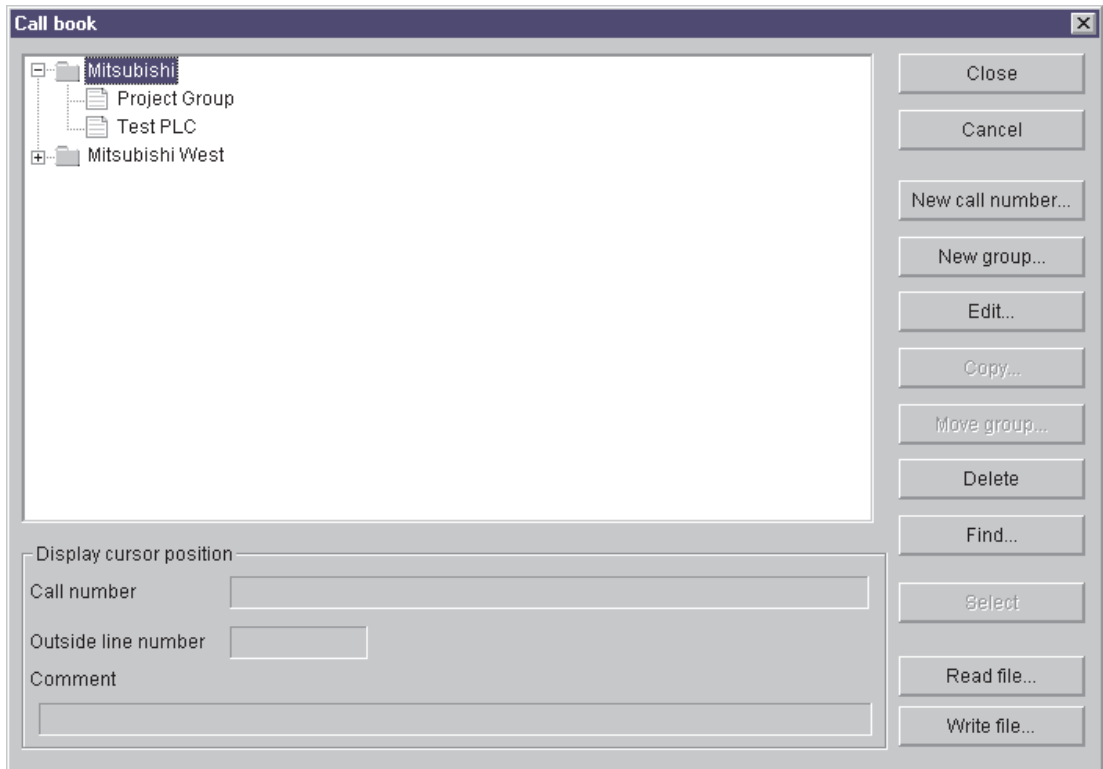 Call book
Mitsubishi
Project Group
Test PLC
Mitsubishi West
Close
Cancel
New call number...
New group...
Edit...
Copy...
Move group...
Delete
Find...
Select
Read file...
Write file...
Display cursor position
Call number
Outside line number
Comment